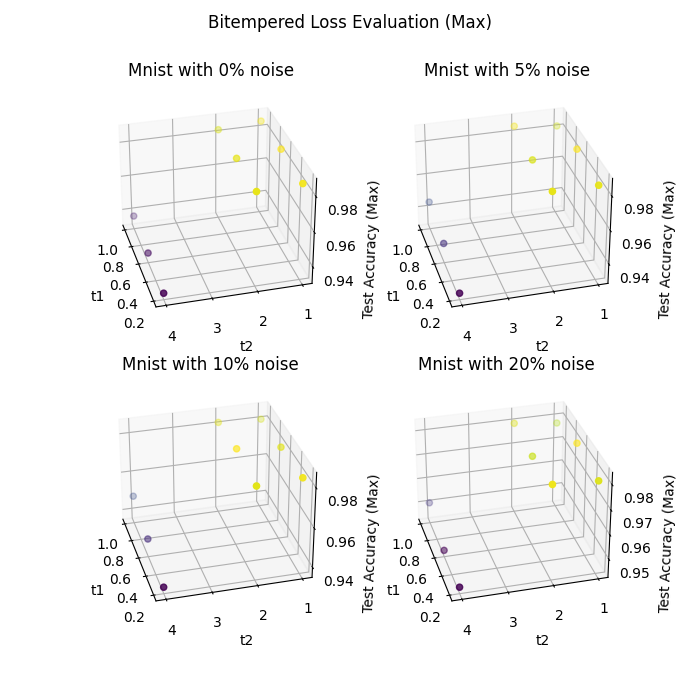 Bitempered Loss Evaluation (Max)
Mnist with 0% noise
0.98
0.96
0.94
Test Accuracy (Max)
1.0
0.8
0.6
0.4
0.2
t1
4
3
2
1
t2
Mnist with 5% noise
0.98
0.96
0.94
Test Accuracy (Max)
1.0
0.8
0.6
0.4
0.2
t1
4
3
2
1
t2
Mnist with 10% noise
0.98
0.96
0.94
Test Accuracy (Max)
1.0
0.8
0.6
0.4
0.2
t1
4
3
2
1
t2
Mnist with 20% noise
0.98
0.97
0.96
0.95
Test Accuracy (Max)
1.0
0.8
0.6
0.4
0.2
t1
4
3
2
1
t2